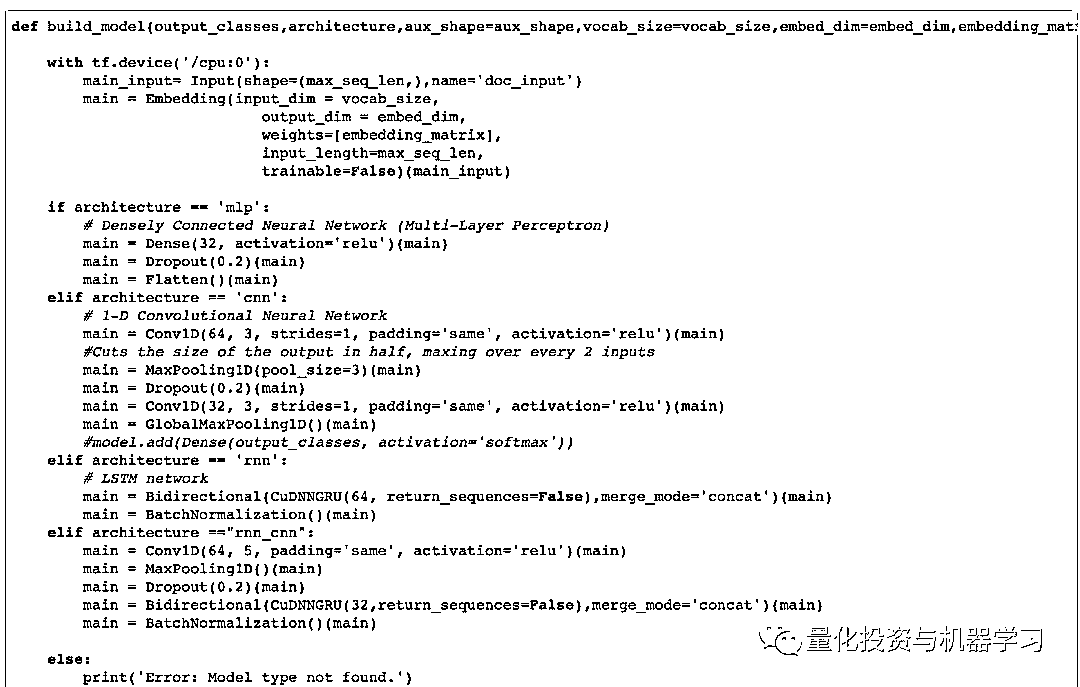 def build_model(output_classes,architecture,aux_shape=aux_shape,vocab_size=vocab_size,embed_dim=embed_dim,embedding_mat
with tf.device('/cpu:0'):
main_input= Input(shape=(max_seq_len,),name='doc_input')
main = Embedding(input_dim = vocab_size,
output_dim = embed_dim,
weights=[embedding_matrix],
input_length=max_seq_len,
trainable=False)(main_input)
if architecture == 'mlp':
# Densely Connected Neural Network (Multi-Layer Perceptron)
main = Dense(32, activation='relu')(main)
main = Dropout(0.2)(main)
main = Flatten()(main)
elif architecture == 'cnn':
# 1-D Convolutional Neural Network
main = Conv1D(64, 3, strides=1, padding='same', activation='relu')(main)
#Cuts the size of the output in half, maxing over every 2 inputs
main = MaxPooling1D(pool_size=3)(main)
main = Dropout(0.2)(main)
main = Conv1D(32, 3, strides=1, padding='same', activation='relu')(main)
main = GlobalMaxPooling1D()(main)
#model.add(Dense(output_classes, activation='softmax'))
elif architecture == 'rnn':
# LSTM network
main = Bidirectional(CuDNNGRU(64, return_sequences=False),merge_mode='concat')(main)
main = BatchNormalization()(main)
elif architecture =="rnn_cnn":
main = Conv1D(64, 5, padding='same', activation='relu')(main)
main = MaxPooling1D()(main)
main = Dropout(0.2)(main)
main = Bidirectional(CuDNNGRU(32,return_sequences=False),merge_mode='concat')(main)
main = BatchNormalization()(main)
量化投资与机器学习
else:
print('Error: Model type not found.')